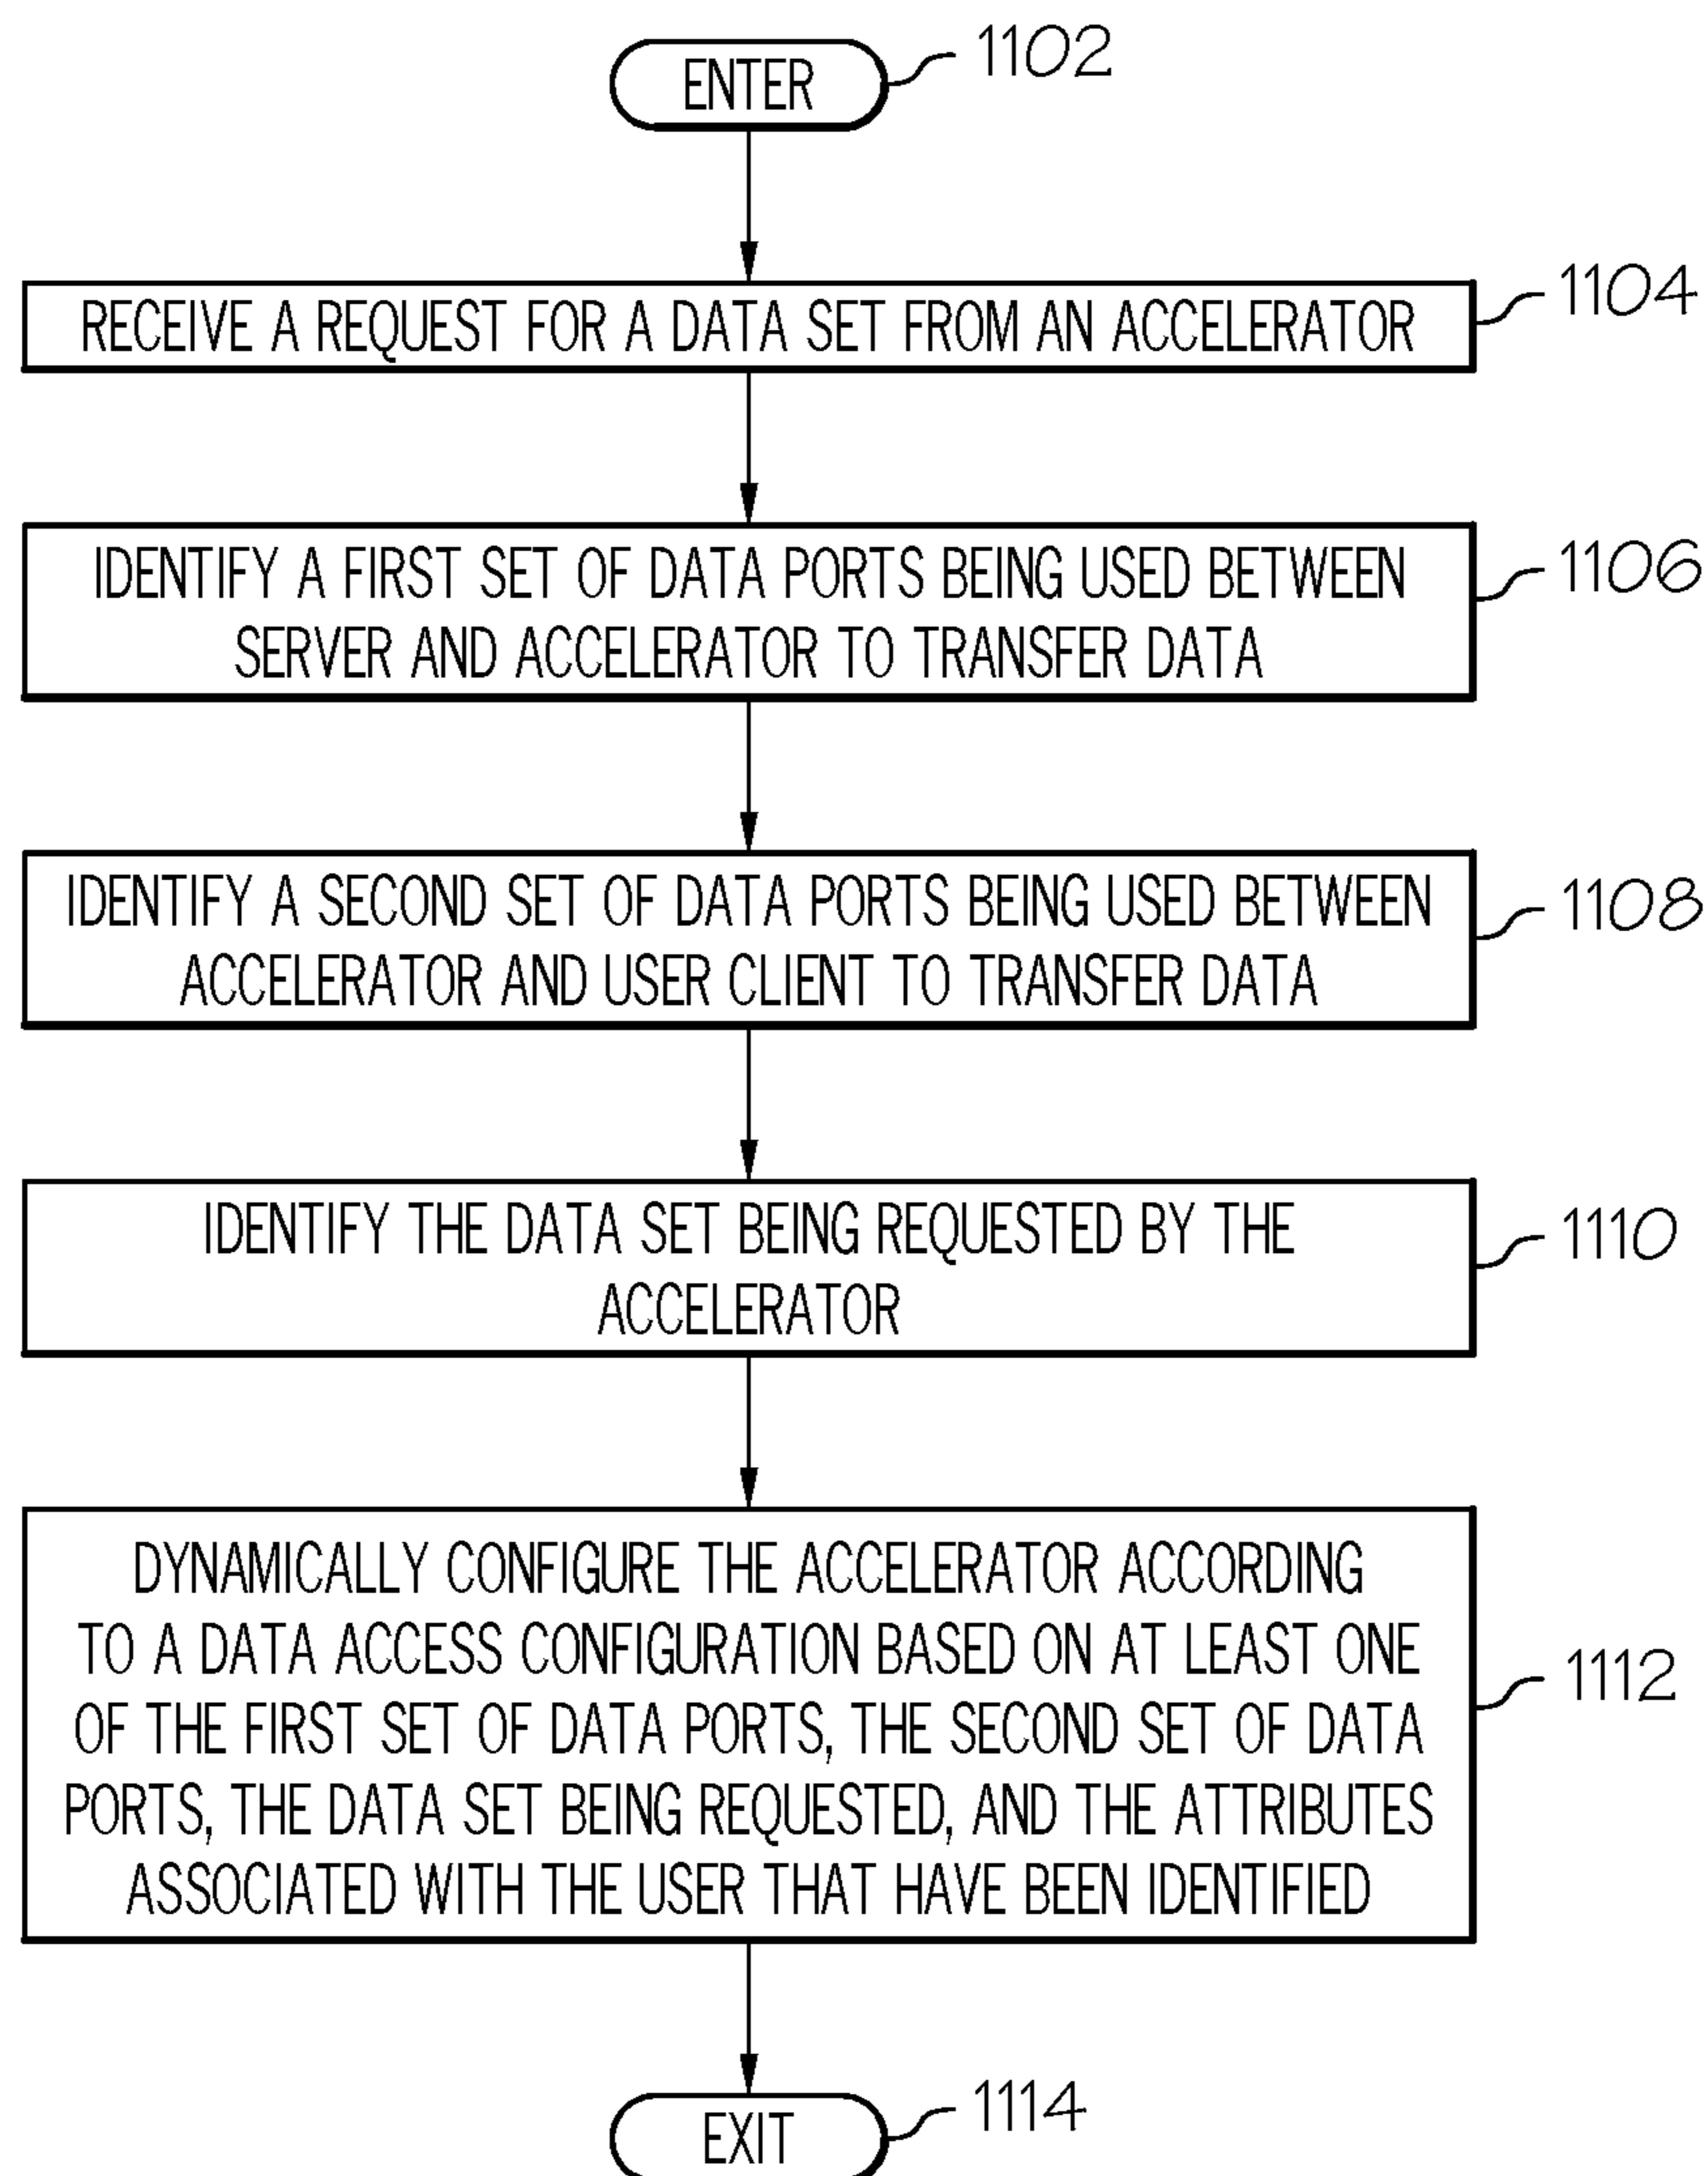 ENTER
1102
RECEIVE A REQUEST FOR A DATA SET FROM AN ACCELERATOR
1104
IDENTIFY A FIRST SET OF DATA PORTS BEING USED BETWEEN
SERVER AND ACCELERATOR TO TRANSFER DATA
1106
IDENTIFY A SECOND SET OF DATA PORTS BEING USED BETWEEN
ACCELERATOR AND USER CLIENT TO TRANSFER DATA
1108
IDENTIFY THE DATA SET BEING REQUESTED BY THE
ACCELERATOR
1110
DYNAMICALLY CONFIGURE THE ACCELERATOR ACCORDING
TO A DATA ACCESS CONFIGURATION BASED ON AT LEAST ONE
OF THE FIRST SET OF DATA PORTS, THE SECOND SET OF DATA
PORTS, THE DATA SET BEING REQUESTED, AND THE ATTRIBUTES
ASSOCIATED WITH THE USER THAT HAVE BEEN IDENTIFIED
1112
EXIT
1114